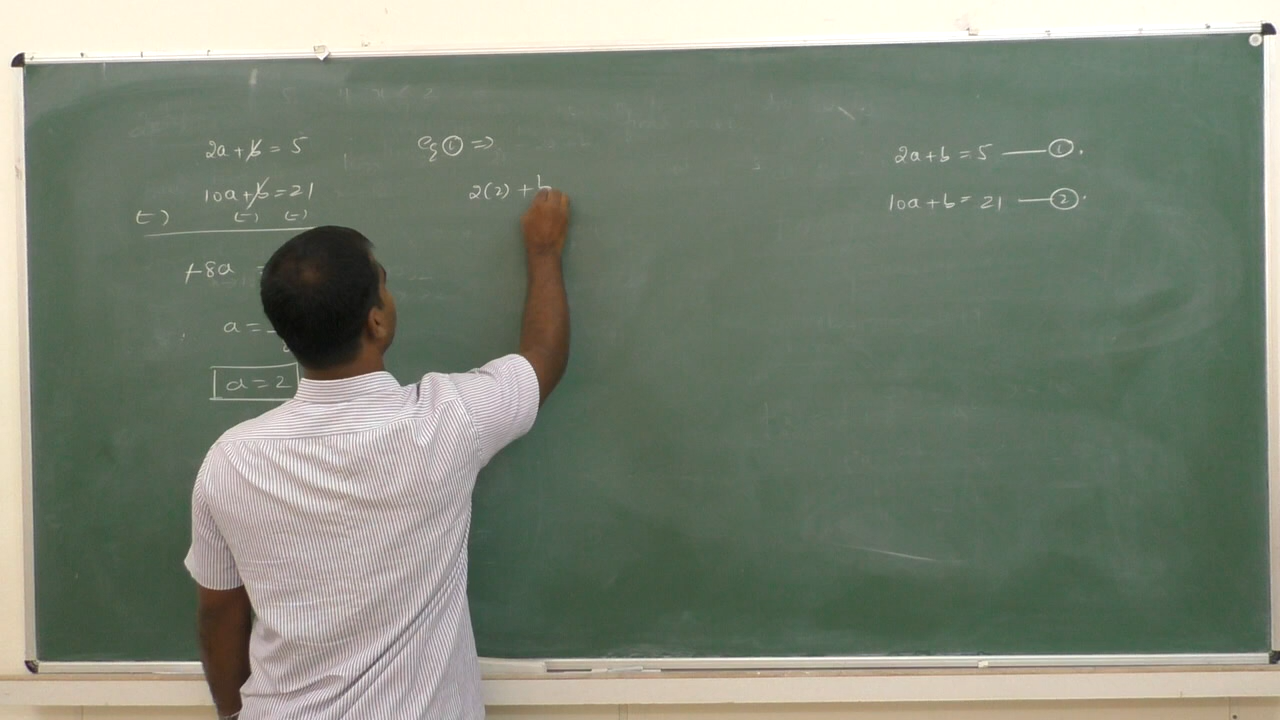 2a + b = 5
10a + b = 21
(-) (-) (-)
-8a =
a =
a = 2
Eq ① ⇒
2(2) + b
2a + b = 5 — ①.
10a + b = 21 — ②.